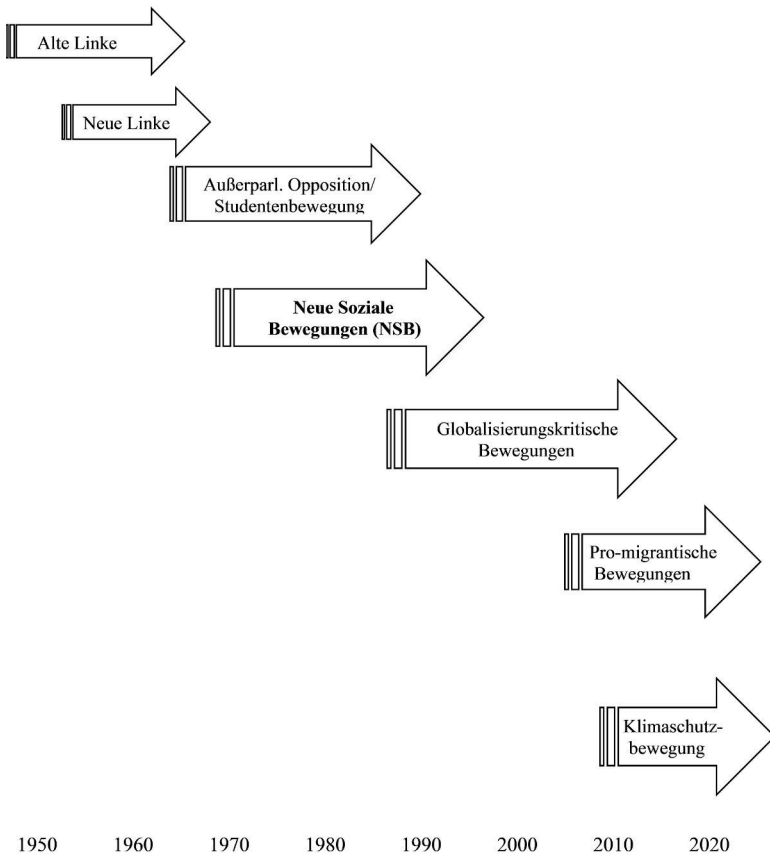 Alte Linke
Neue Linke
Außerparl. Opposition/
Studentenbewegung
Neue Soziale
Bewegungen (NSB)
Globalisierungskritische
Bewegungen
Pro-migrantische
Bewegungen
Klimaschutz-
bewegung
1950 1960 1970 1980 1990 2000 2010 2020